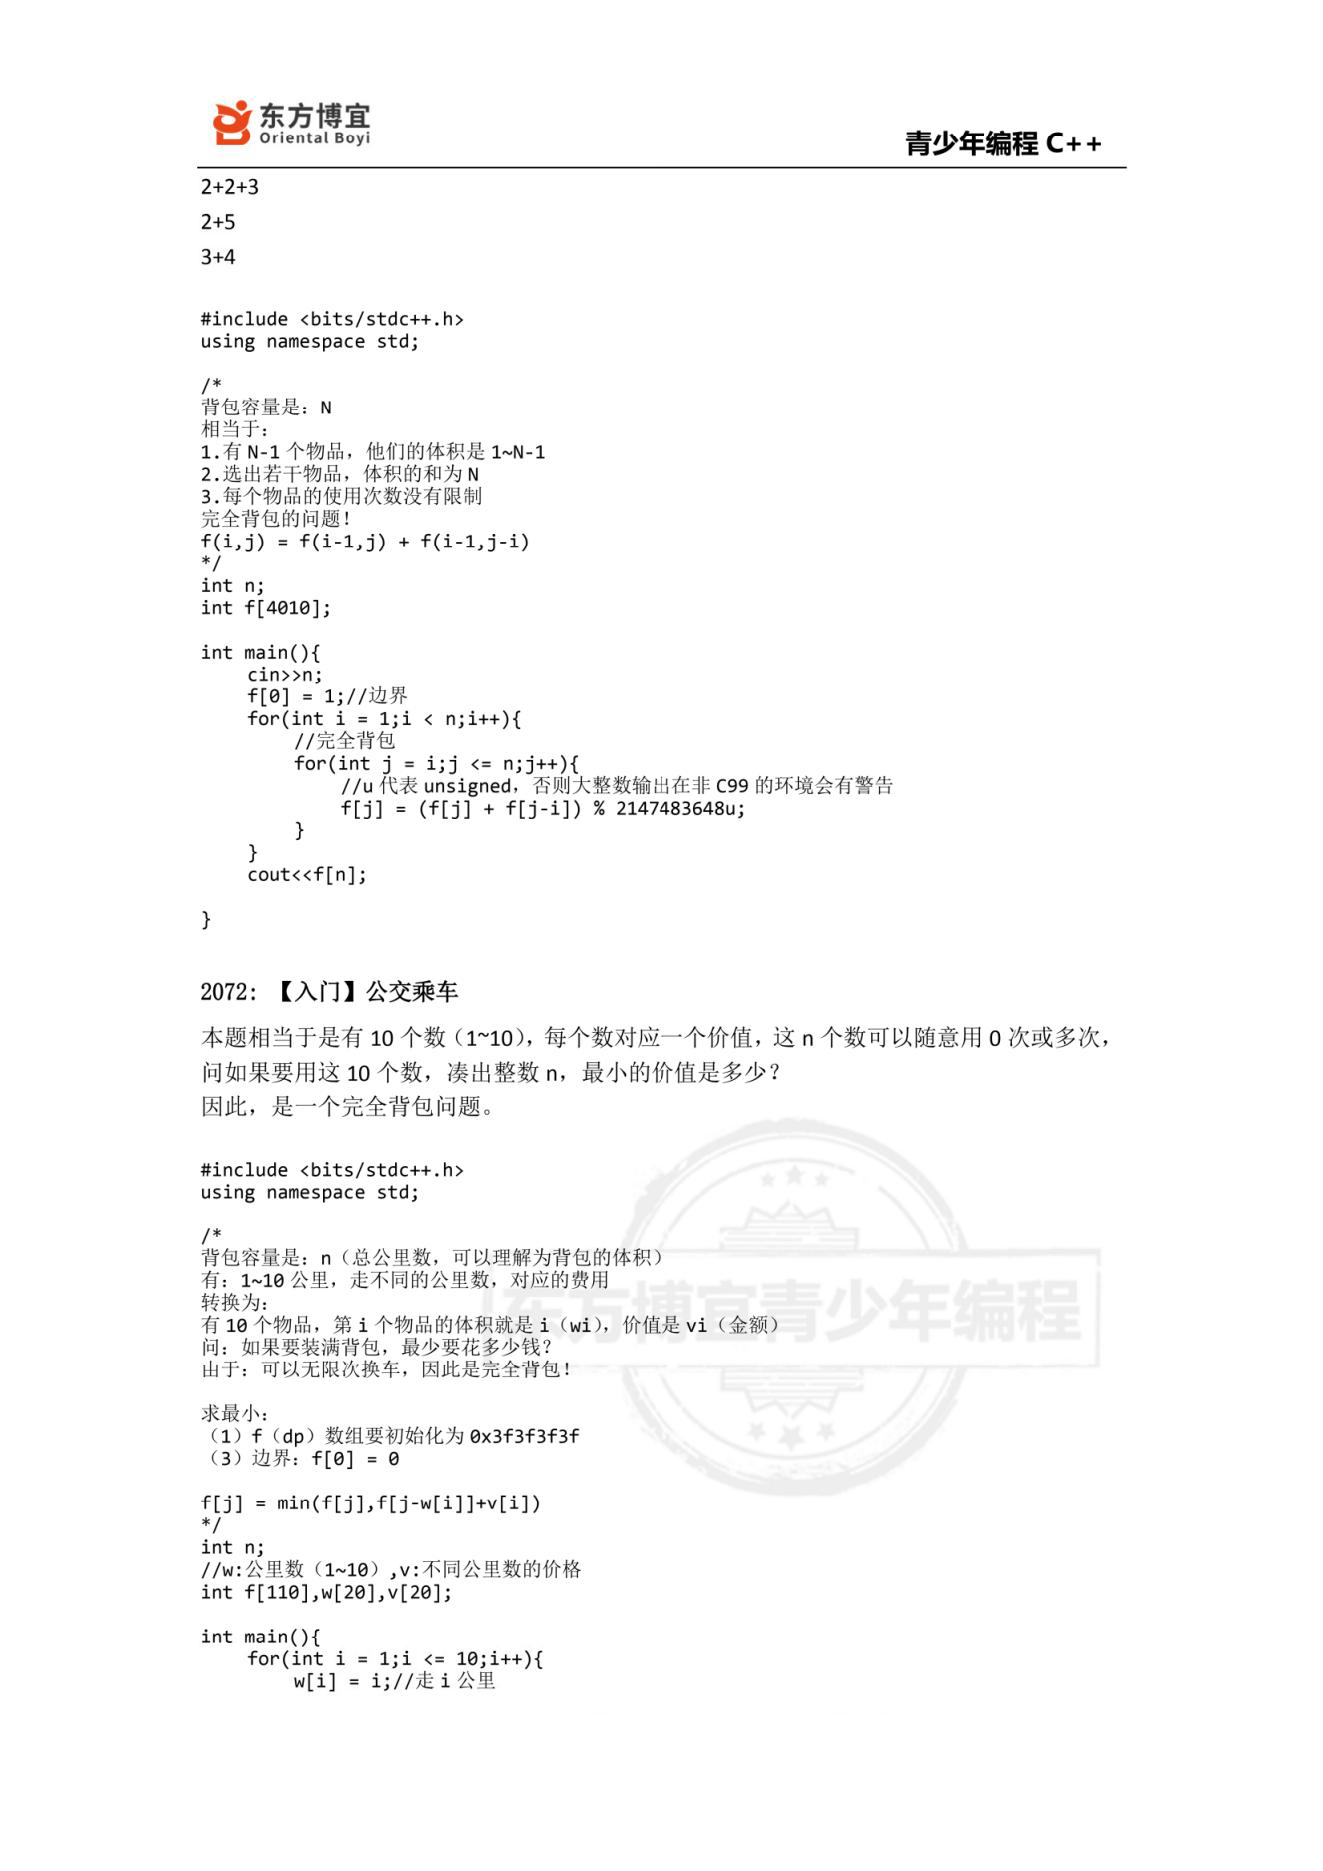 东方博宜
Oriental Boyi
青少年编程 C++
2+2+3
2+5
3+4
#include <bits/stdc++.h>
using namespace std;
/*
背包容量是：N
相当于：
1.有 N-1 个物品，他们的体积是 1~N-1
2.选出若干物品，体积的和为 N
3.每个物品的使用次数没有限制
完全背包的问题！
f(i,j) = f(i-1,j) + f(i-1,j-i)
*/
int n;
int f[4010];
int main(){
    cin>>n;
    f[0] = 1;//边界
    for(int i = 1;i < n;i++){
        //完全背包
        for(int j = i;j <= n;j++){
            //u 代表 unsigned，否则大整数输出在非 C99 的环境会有警告
            f[j] = (f[j] + f[j-i]) % 2147483648u;
        }
    }
    cout<<f[n];
}
2072: 【入门】公交乘车
本题相当于是有 10 个数（1~10），每个数对应一个价值，这 n 个数可以随意用 0 次或多次，
问如果要用这 10 个数，凑出整数 n，最小的价值是多少？
因此，是一个完全背包问题。
#include <bits/stdc++.h>
using namespace std;
/*
背包容量是：n（总公里数，可以理解为背包的体积）
有：1~10 公里，走不同的公里数，对应的费用
转换为：
有 10 个物品，第 i 个物品的体积就是 i（wi），价值是 vi（金额）
问：如果要装满背包，最少要花多少钱？
由于：可以无限次换车，因此是完全背包！
东方博宜青少年编程
求最小：
（1）f（dp）数组要初始化为 0x3f3f3f3f
（3）边界：f[0] = 0
f[j] = min(f[j],f[j-w[i]]+v[i])
*/
int n;
//w:公里数（1~10）,v:不同公里数的价格
int f[110],w[20],v[20];
int main(){
    for(int i = 1;i <= 10;i++){
        w[i] = i;//走 i 公里